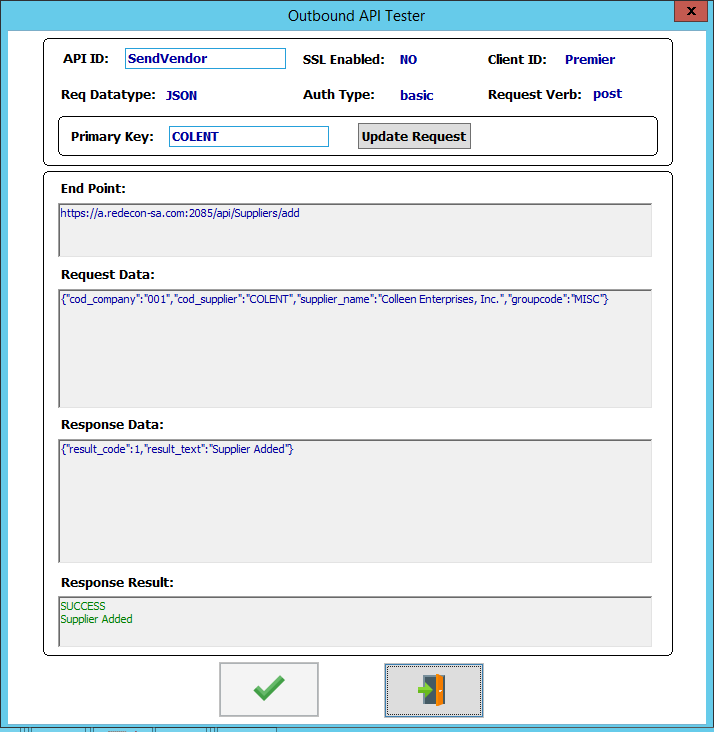 Outbound API Tester
x
API ID: SendVendor SSL Enabled: NO Client ID: Premier
Req Datatype: JSON Auth Type: basic Request Verb: post
Primary Key: COLENT Update Request
End Point:
https://a.redecon-sa.com:2085/api/Suppliers/add
Request Data:
{"cod_company":"001","cod_supplier":"COLENT","supplier_name":"Colleen Enterprises, Inc.","groupcode":"MISC"}
Response Data:
{"result_code":1,"result_text":"Supplier Added"}
Response Result:
SUCCESS
Supplier Added